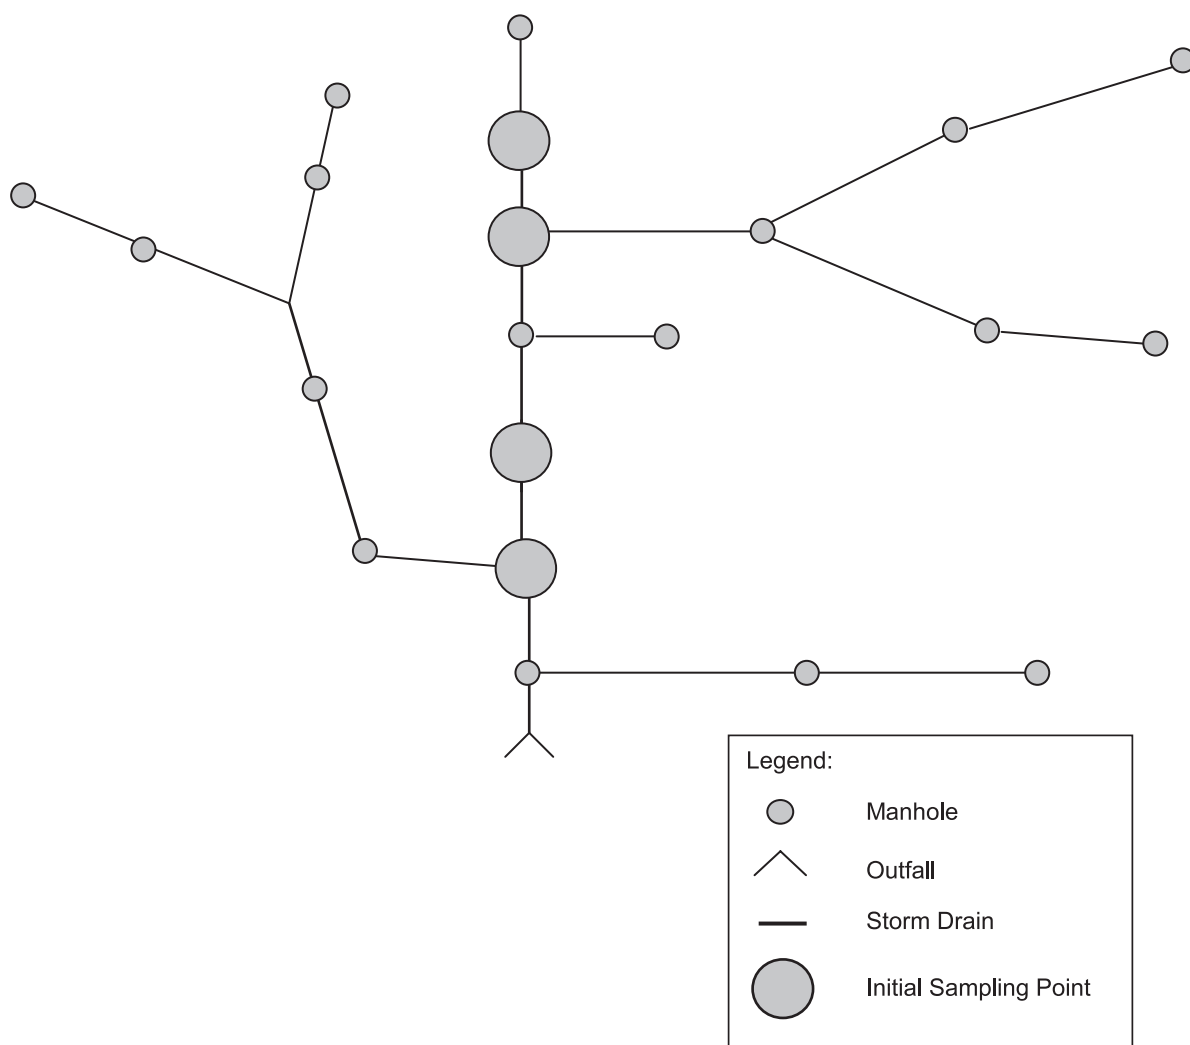 Legend:
Manhole
Outfall
Storm Drain
Initial Sampling Point